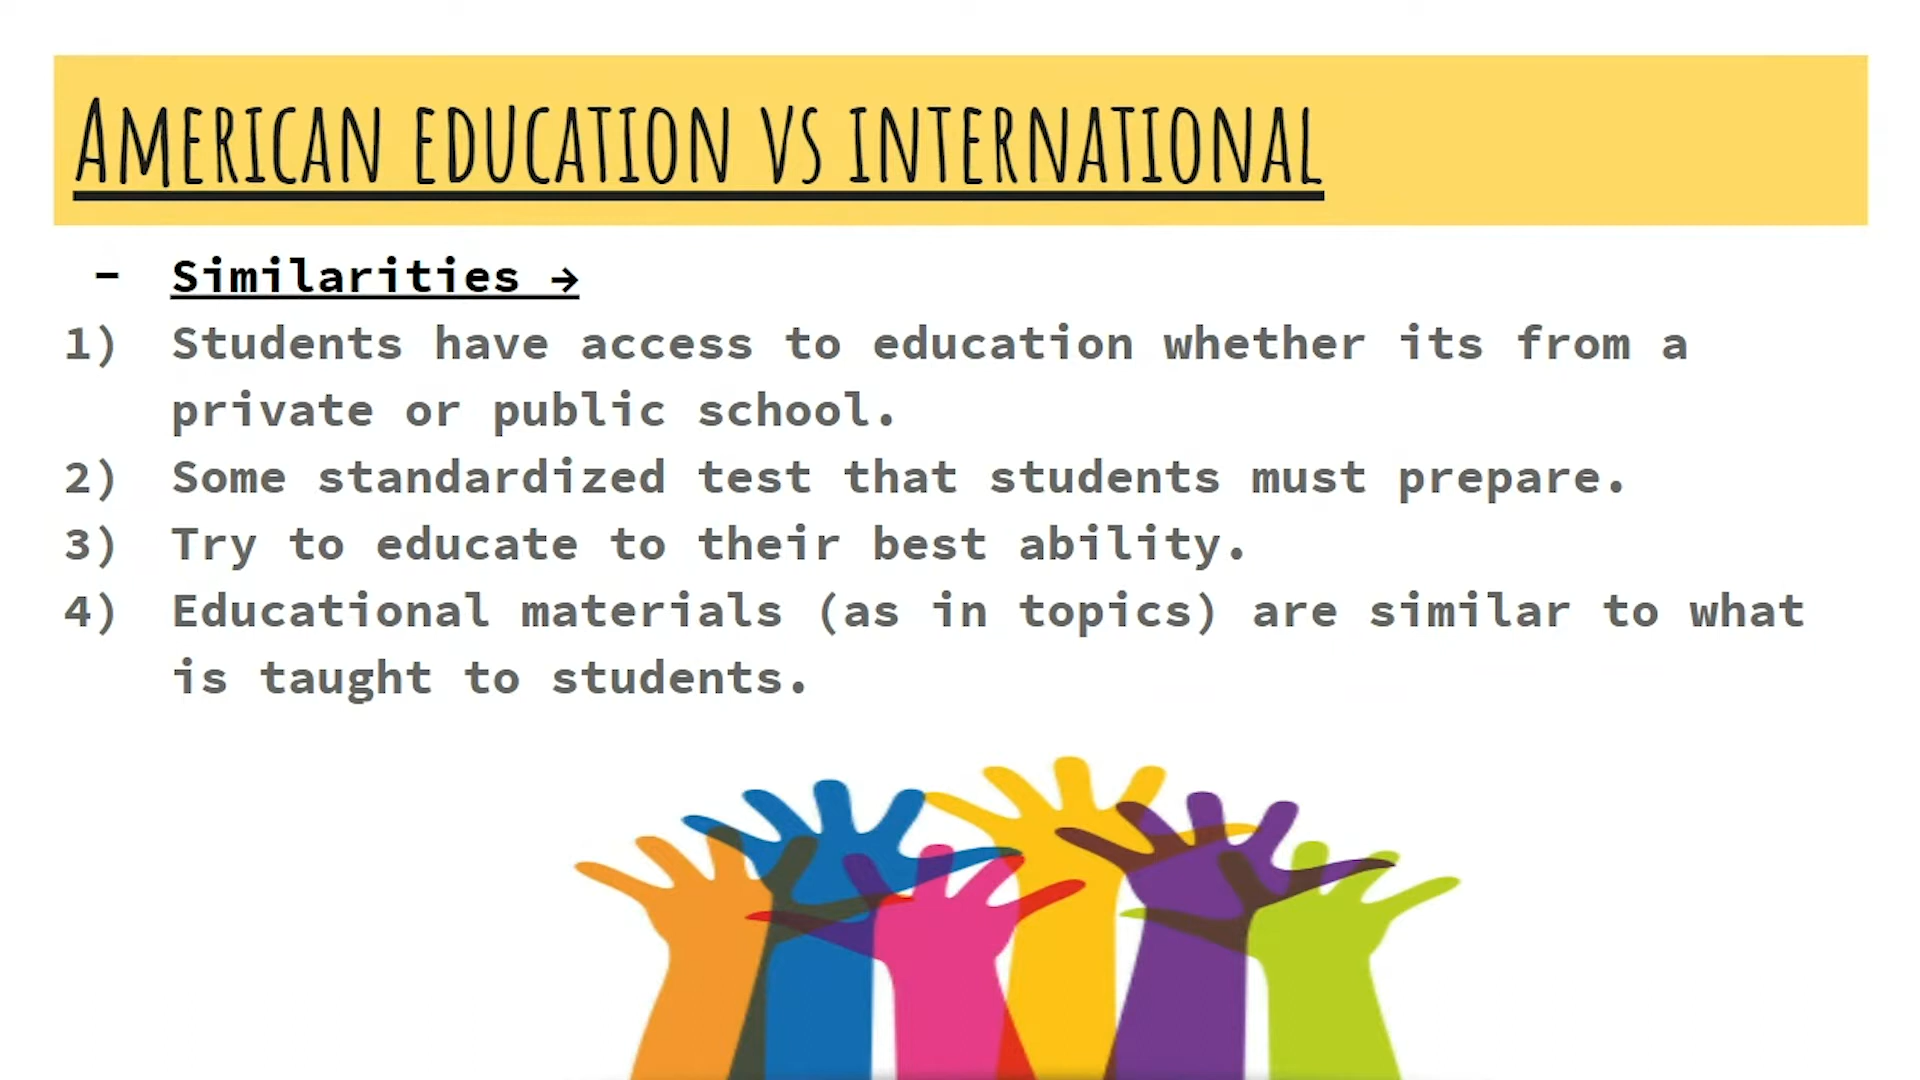 American education vs international
- Similarities →
1) Students have access to education whether its from a
private or public school.
2) Some standardized test that students must prepare.
3) Try to educate to their best ability.
4) Educational materials (as in topics) are similar to what
is taught to students.